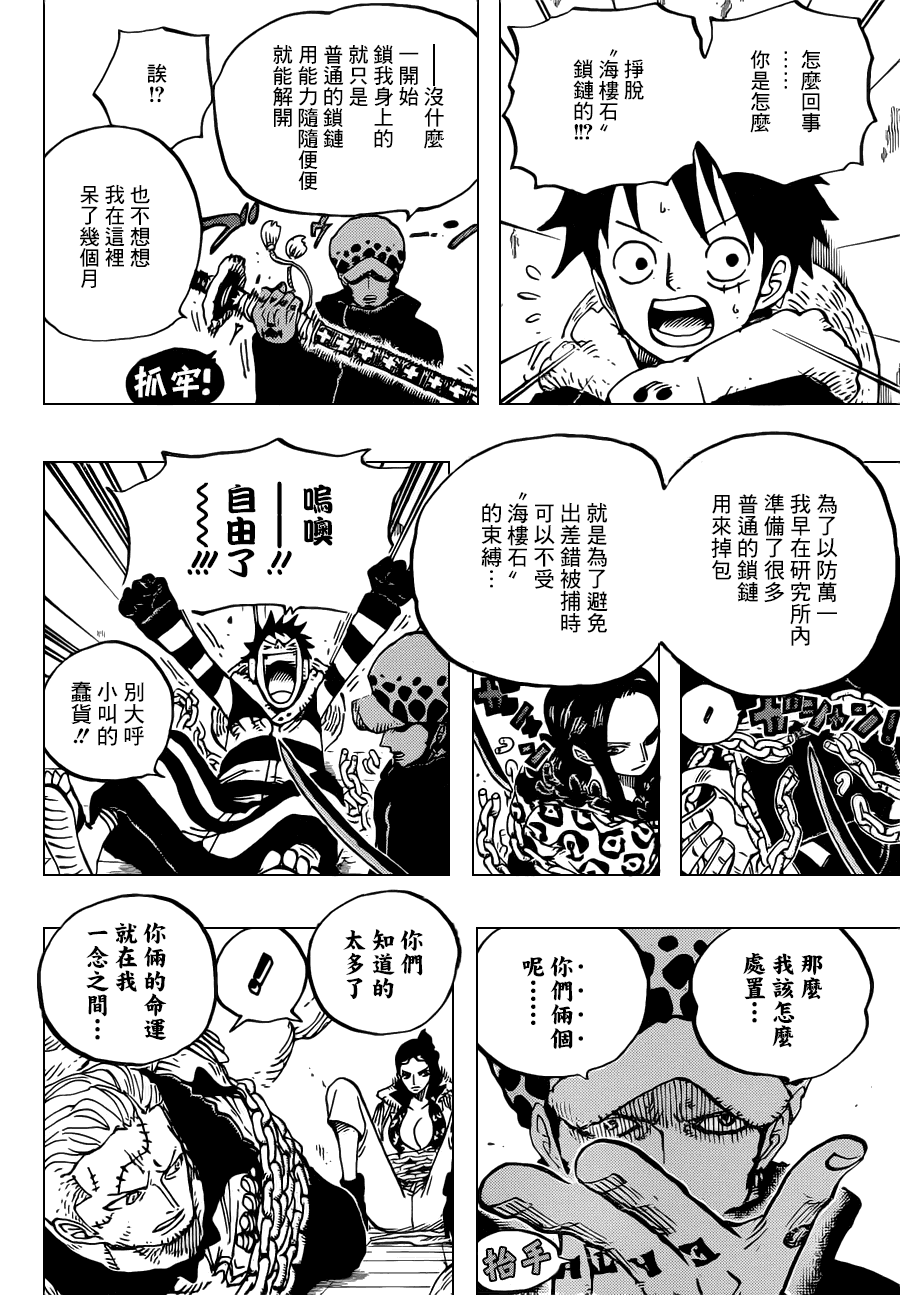 怎麼回事
……
你是怎麼
掙脫
〝海樓石〞
鎖鏈的!!?
——沒什麼
一開始
鎖我身上的
就只是
普通的鎖鏈
用能力隨隨便便
就能解開
誒!?
也不想想
我在這裡
呆了幾個月
抓牢!
為了以防萬一
我早在研究所內
準備了很多
普通的鎖鏈
用來掉包
就是為了避免
出差錯被捕時
可以不受
〝海樓石〞
的束縛…
!
ガシャン!
嗚噢
——!!
自由了
~~~!!!
別大呼
小叫的
蠢貨!!
那麼
我該怎麼
處置…
你們倆個
呢……
抬手
你們
知道的
太多了
!
你倆的命運
就在我
一念之間…